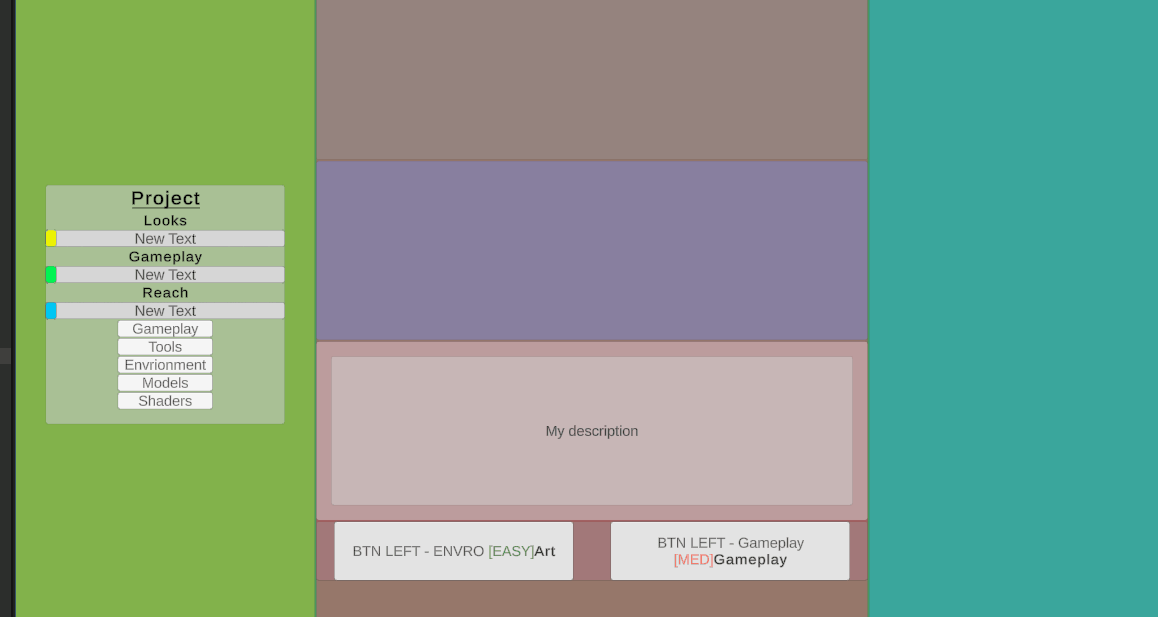 Project
Looks
New Text
Gameplay
New Text
Reach
New Text
Gameplay
Tools
Envrionment
Models
Shaders
My description
BTN LEFT - ENVRO [EASY]Art
BTN LEFT - Gameplay
[MED]Gameplay